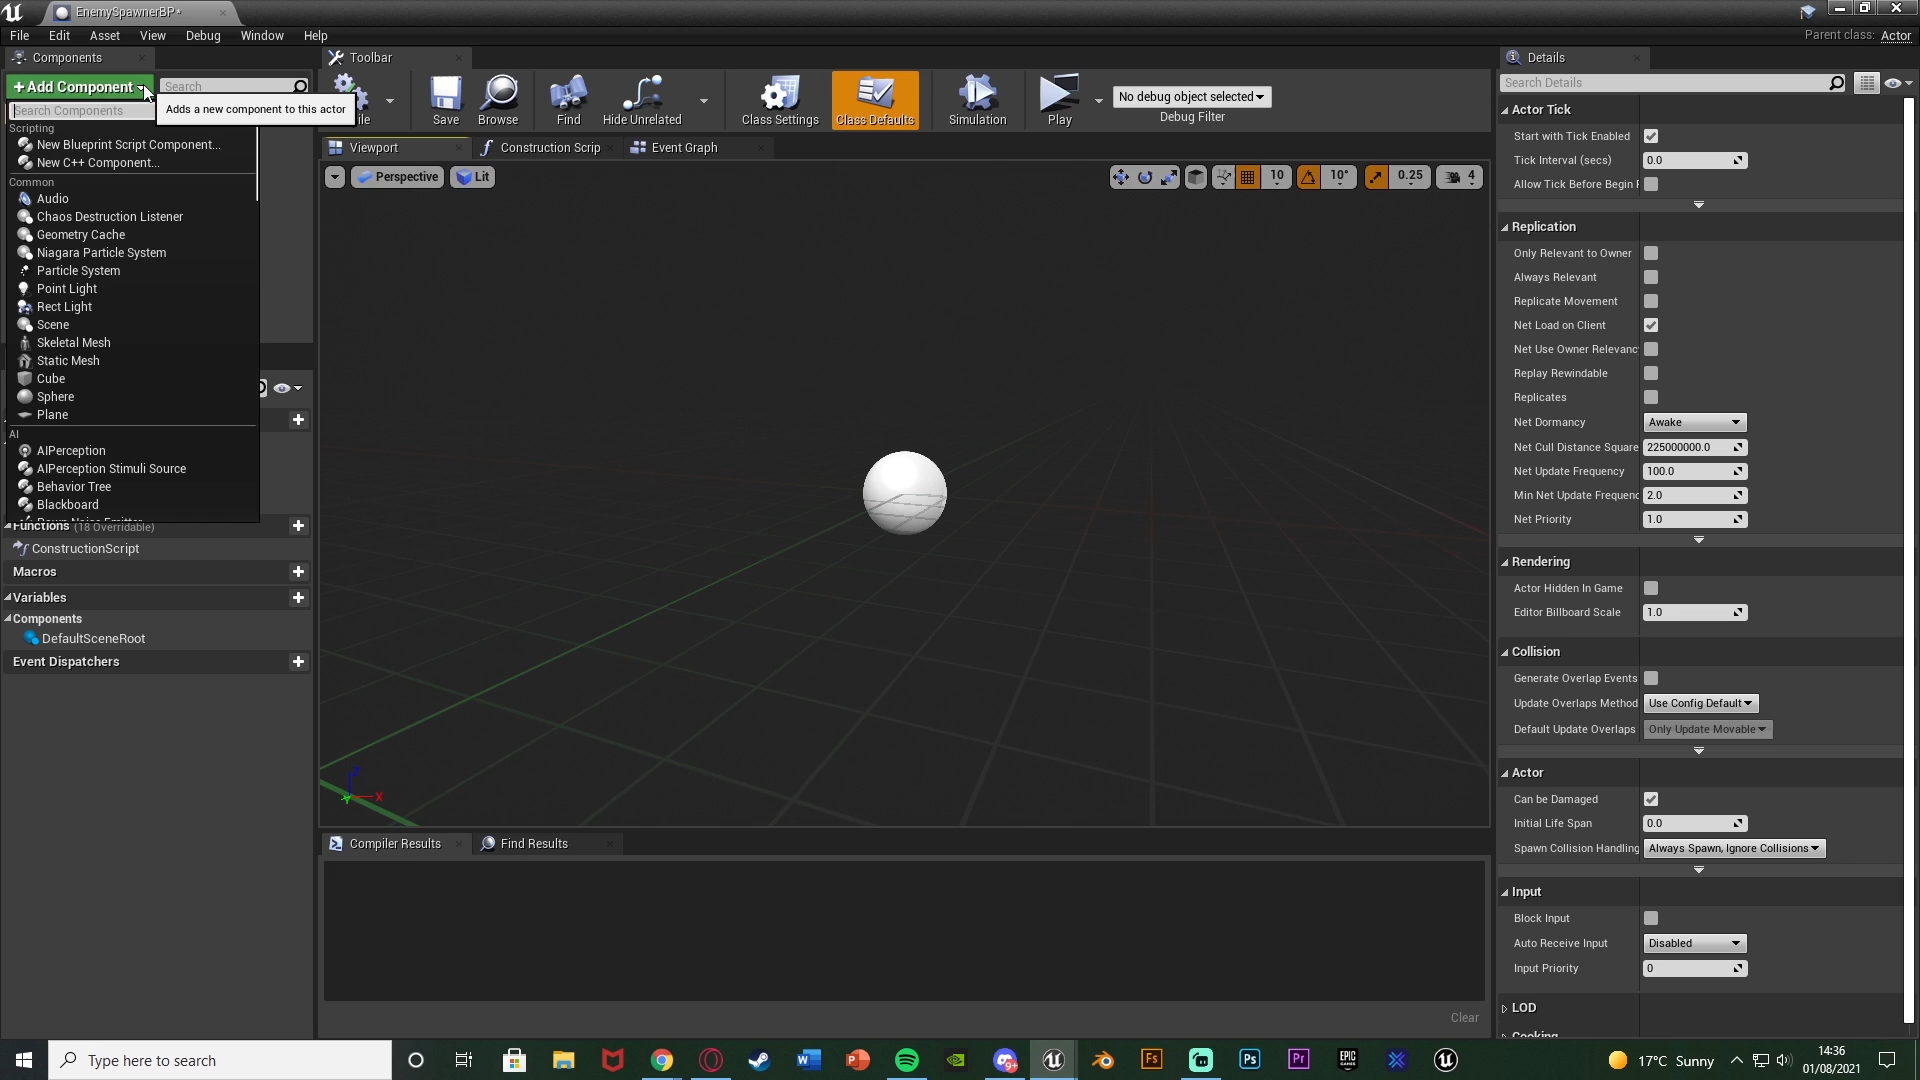 EnemySpawnerBP*
File Edit Asset View Debug Window Help
Parent class: Actor
Components
+Add Component
Search
Search Components
Adds a new component to this actor
Scripting
New Blueprint Script Component...
New C++ Component...
Common
Audio
Chaos Destruction Listener
Geometry Cache
Niagara Particle System
Particle System
Point Light
Rect Light
Scene
Skeletal Mesh
Static Mesh
Cube
Sphere
Plane
AI
AIPerception
AIPerception Stimuli Source
Behavior Tree
Blackboard
Functions (18 Overridable)
ConstructionScript
Macros
Variables
Components
DefaultSceneRoot
Event Dispatchers
Toolbar
Save
Browse
Find
Hide Unrelated
Class Settings
Class Defaults
Simulation
Play
No debug object selected
Debug Filter
Viewport
Construction Scrip
Event Graph
Perspective
Lit
10
10°
0.25
4
Z
X
Compiler Results
Find Results
Clear
Details
Search Details
Actor Tick
Start with Tick Enabled
Tick Interval (secs) 0.0
Allow Tick Before Begin
Replication
Only Relevant to Owner
Always Relevant
Replicate Movement
Net Load on Client
Net Use Owner Relevanc
Replay Rewindable
Replicates
Net Dormancy Awake
Net Cull Distance Square 225000000.0
Net Update Frequency 100.0
Min Net Update Frequenc 2.0
Net Priority 1.0
Rendering
Actor Hidden In Game
Editor Billboard Scale 1.0
Collision
Generate Overlap Events
Update Overlaps Method Use Config Default
Default Update Overlaps Only Update Movable
Actor
Can be Damaged
Initial Life Span 0.0
Spawn Collision Handling Always Spawn, Ignore Collisions
Input
Block Input
Auto Receive Input Disabled
Input Priority 0
LOD
Type here to search
17°C Sunny
14:36
01/08/2021